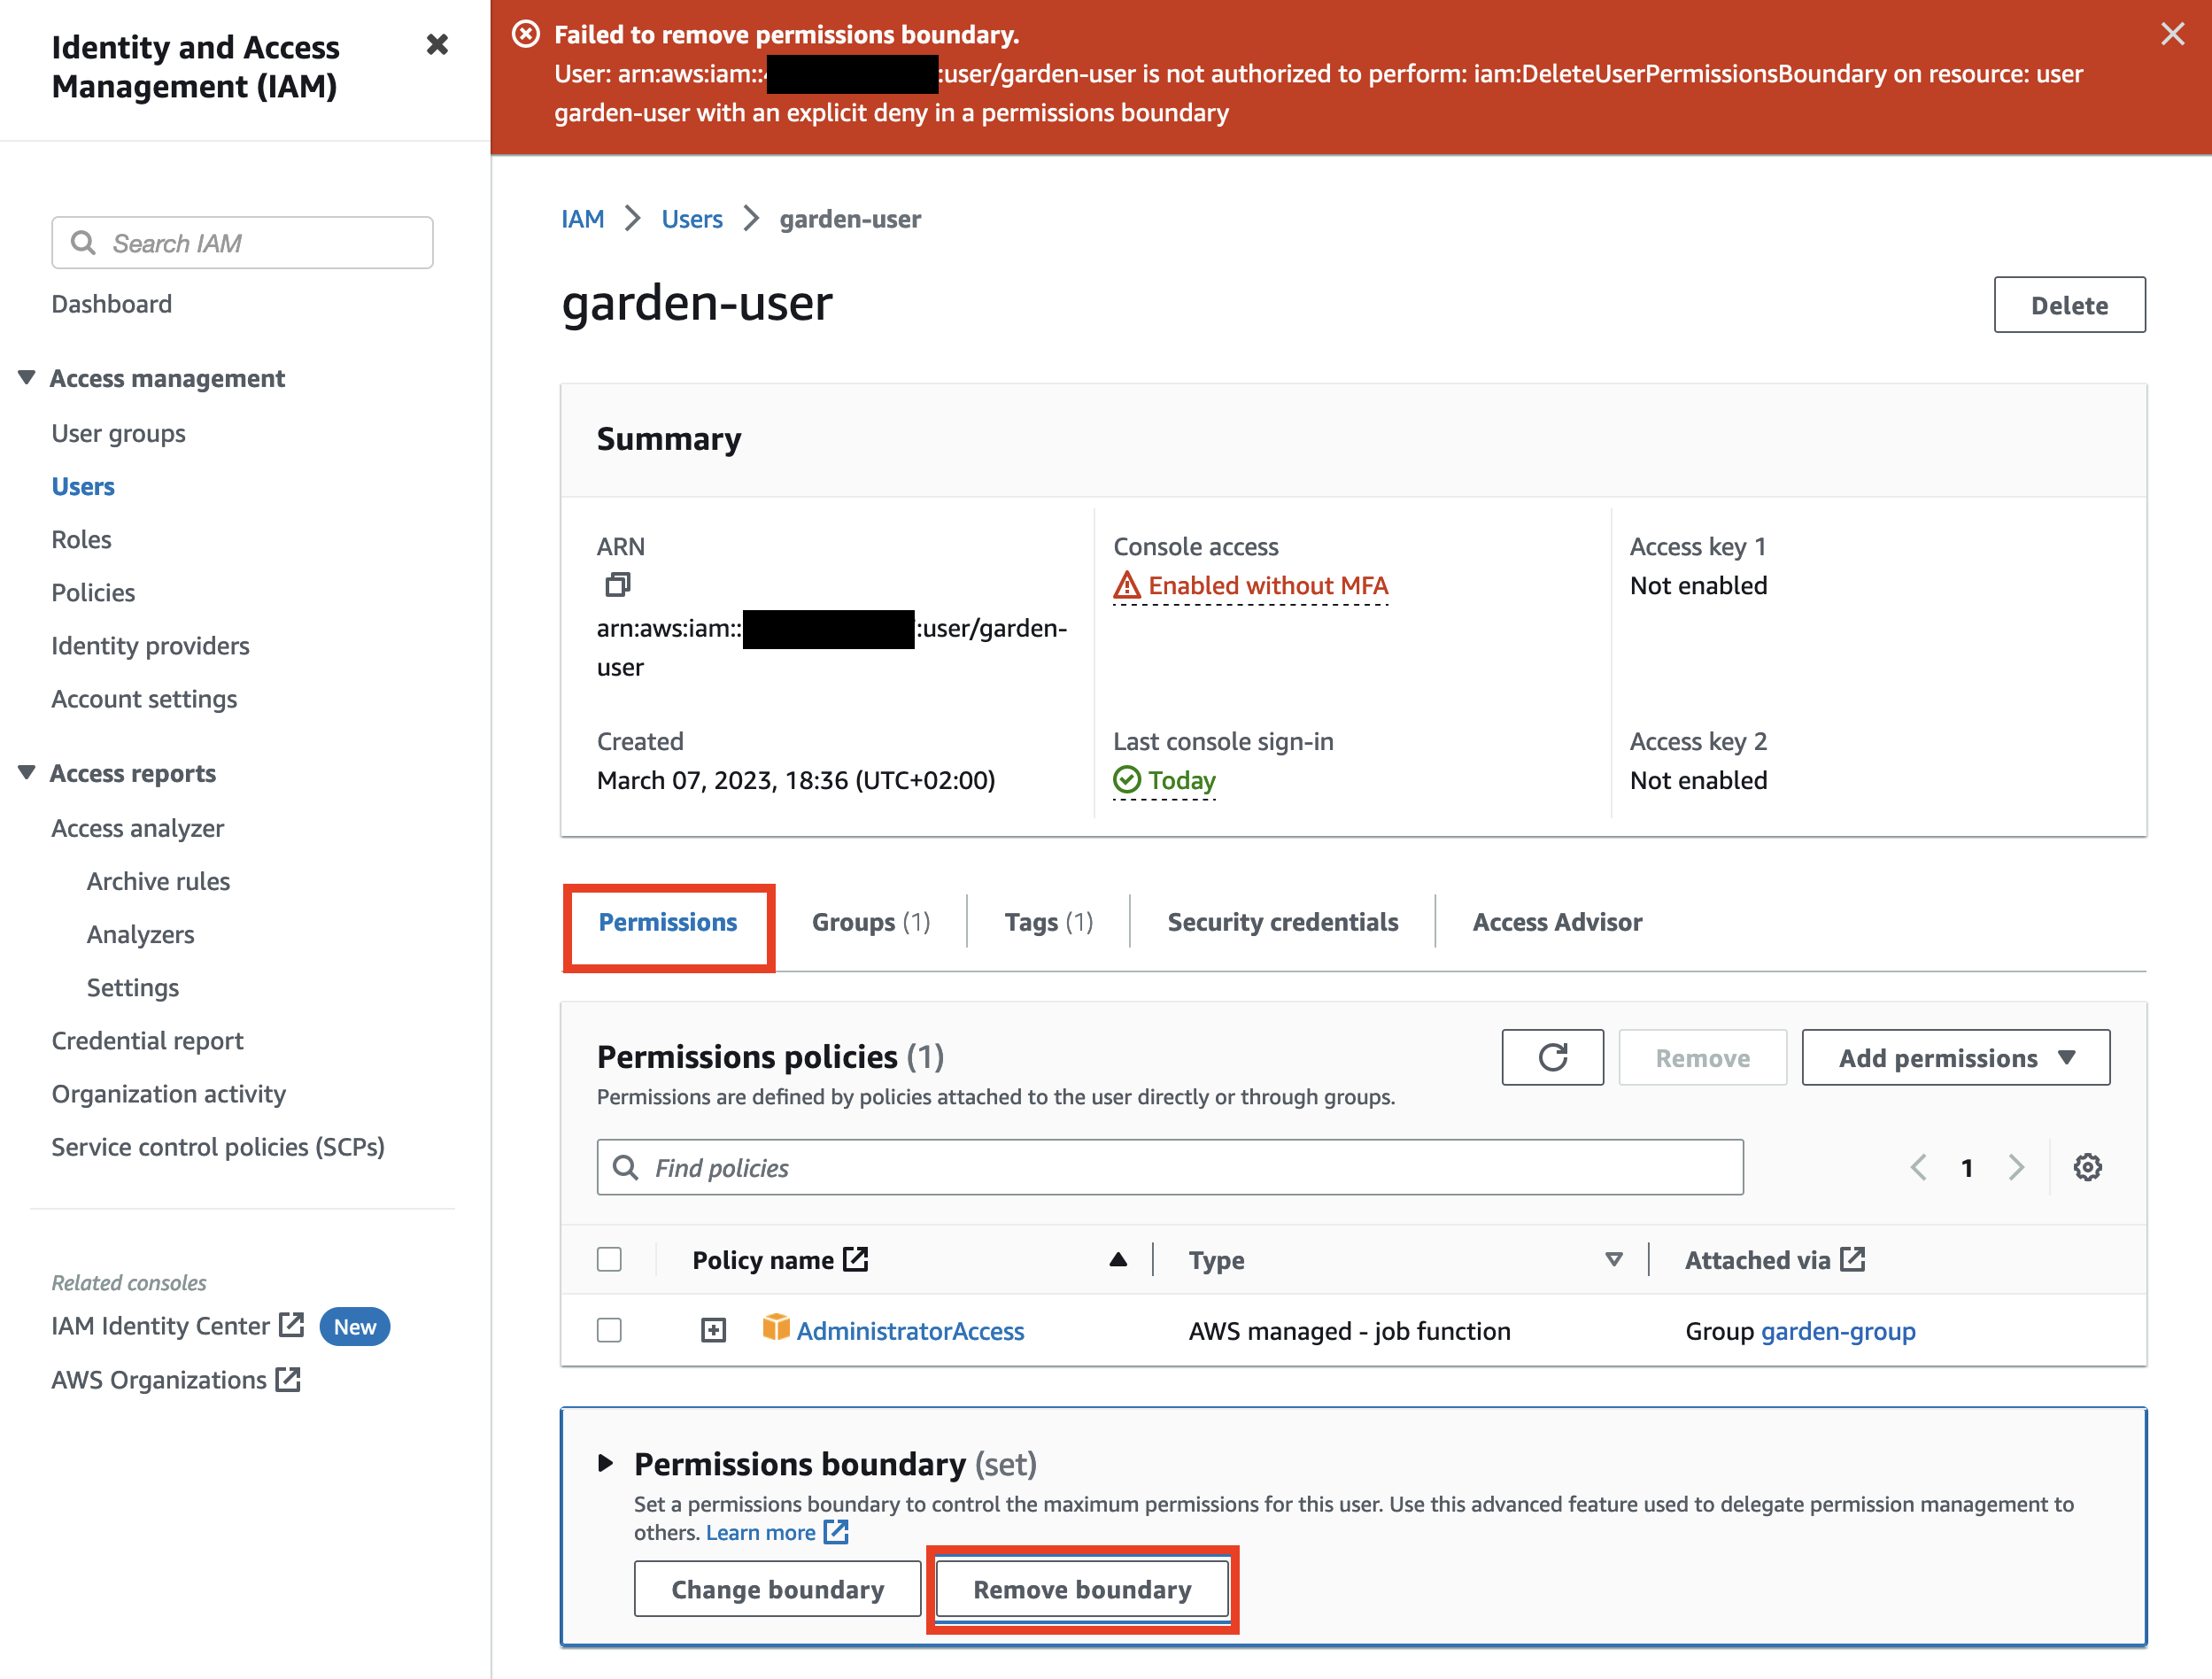 Identity and Access
Management (IAM)
Search IAM
Dashboard
Access management
User groups
Users
Roles
Policies
Identity providers
Account settings
Access reports
Access analyzer
Archive rules
Analyzers
Settings
Credential report
Organization activity
Service control policies (SCPs)
Related consoles
IAM Identity Center New
AWS Organizations
Failed to remove permissions boundary.
User: arn:aws:iam:: :user/garden-user is not authorized to perform: iam:DeleteUserPermissionsBoundary on resource: user
garden-user with an explicit deny in a permissions boundary
IAM > Users > garden-user
garden-user
Delete
Summary
ARN
arn:aws:iam:: :user/garden-
user
Console access
Enabled without MFA
Access key 1
Not enabled
Created
March 07, 2023, 18:36 (UTC+02:00)
Last console sign-in
Today
Access key 2
Not enabled
Permissions Groups (1) Tags (1) Security credentials Access Advisor
Permissions policies (1)
Permissions are defined by policies attached to the user directly or through groups.
Remove
Add permissions
Find policies
1
Policy name Type Attached via
AdministratorAccess AWS managed - job function Group garden-group
Permissions boundary (set)
Set a permissions boundary to control the maximum permissions for this user. Use this advanced feature used to delegate permission management to
others. Learn more
Change boundary Remove boundary